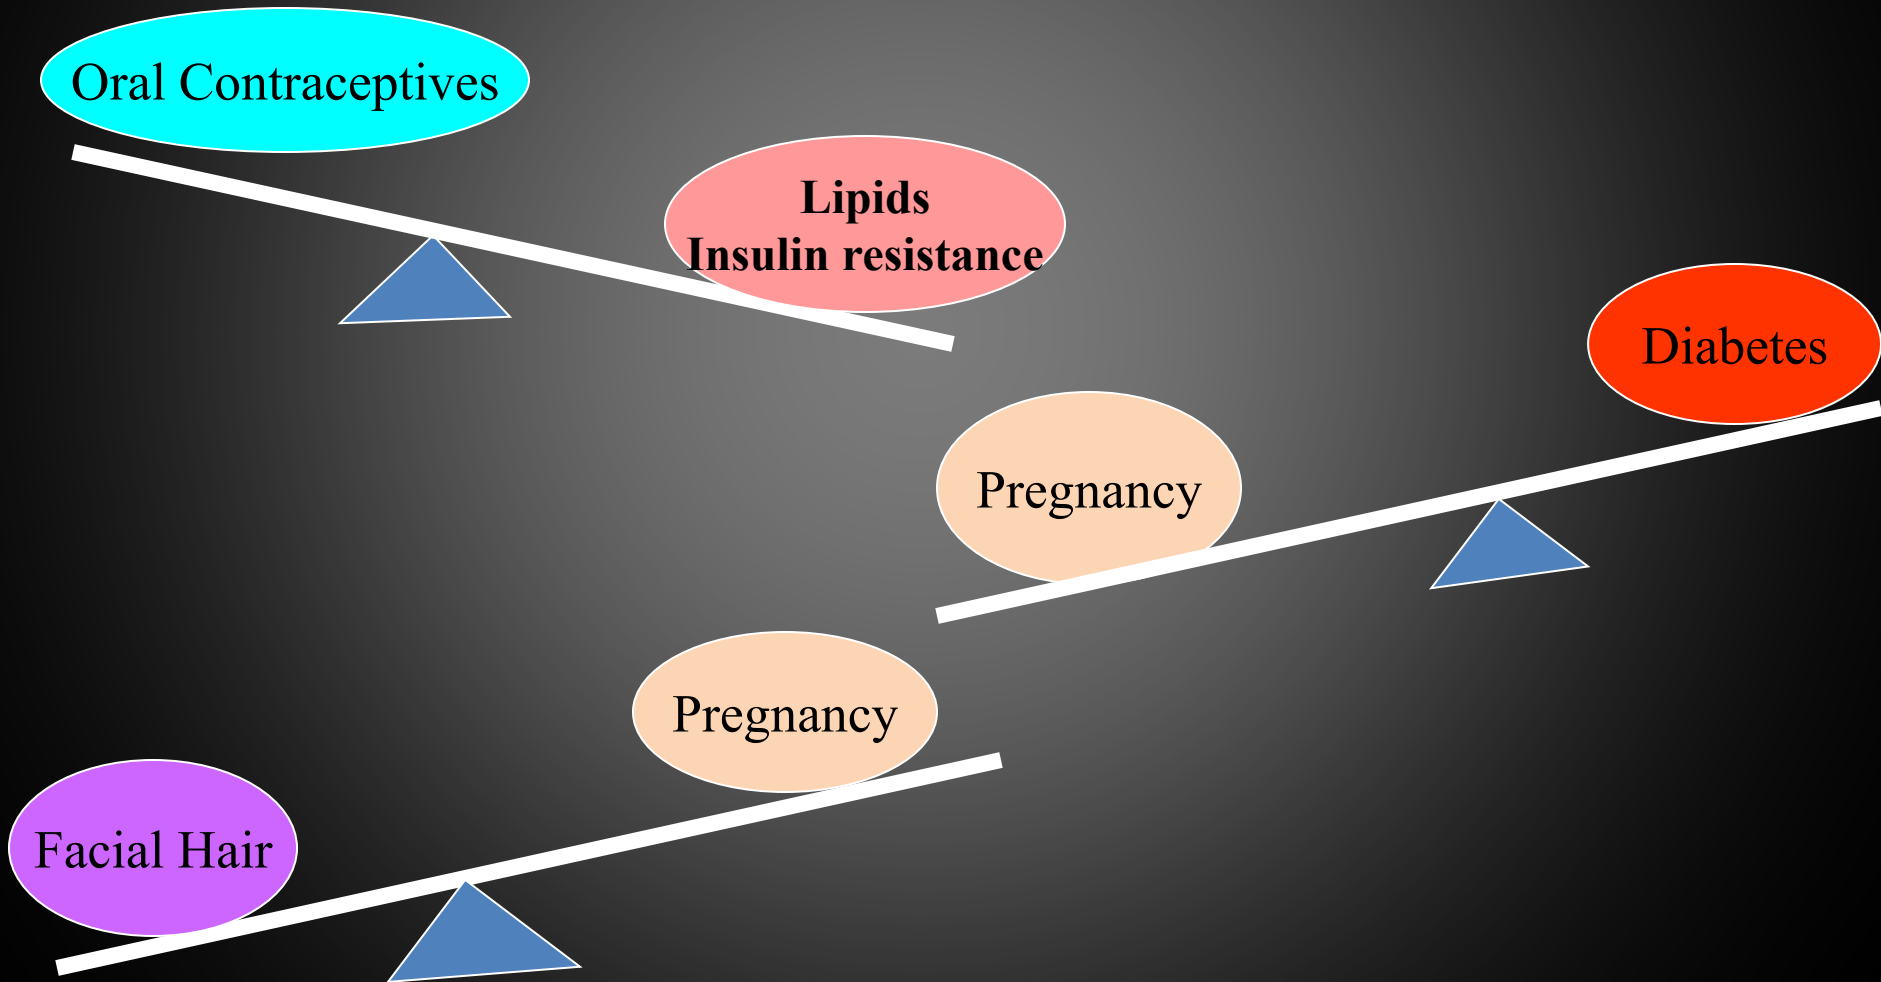 Oral Contraceptives
Lipids
Insulin resistance
Diabetes
Pregnancy
Pregnancy
Facial Hair